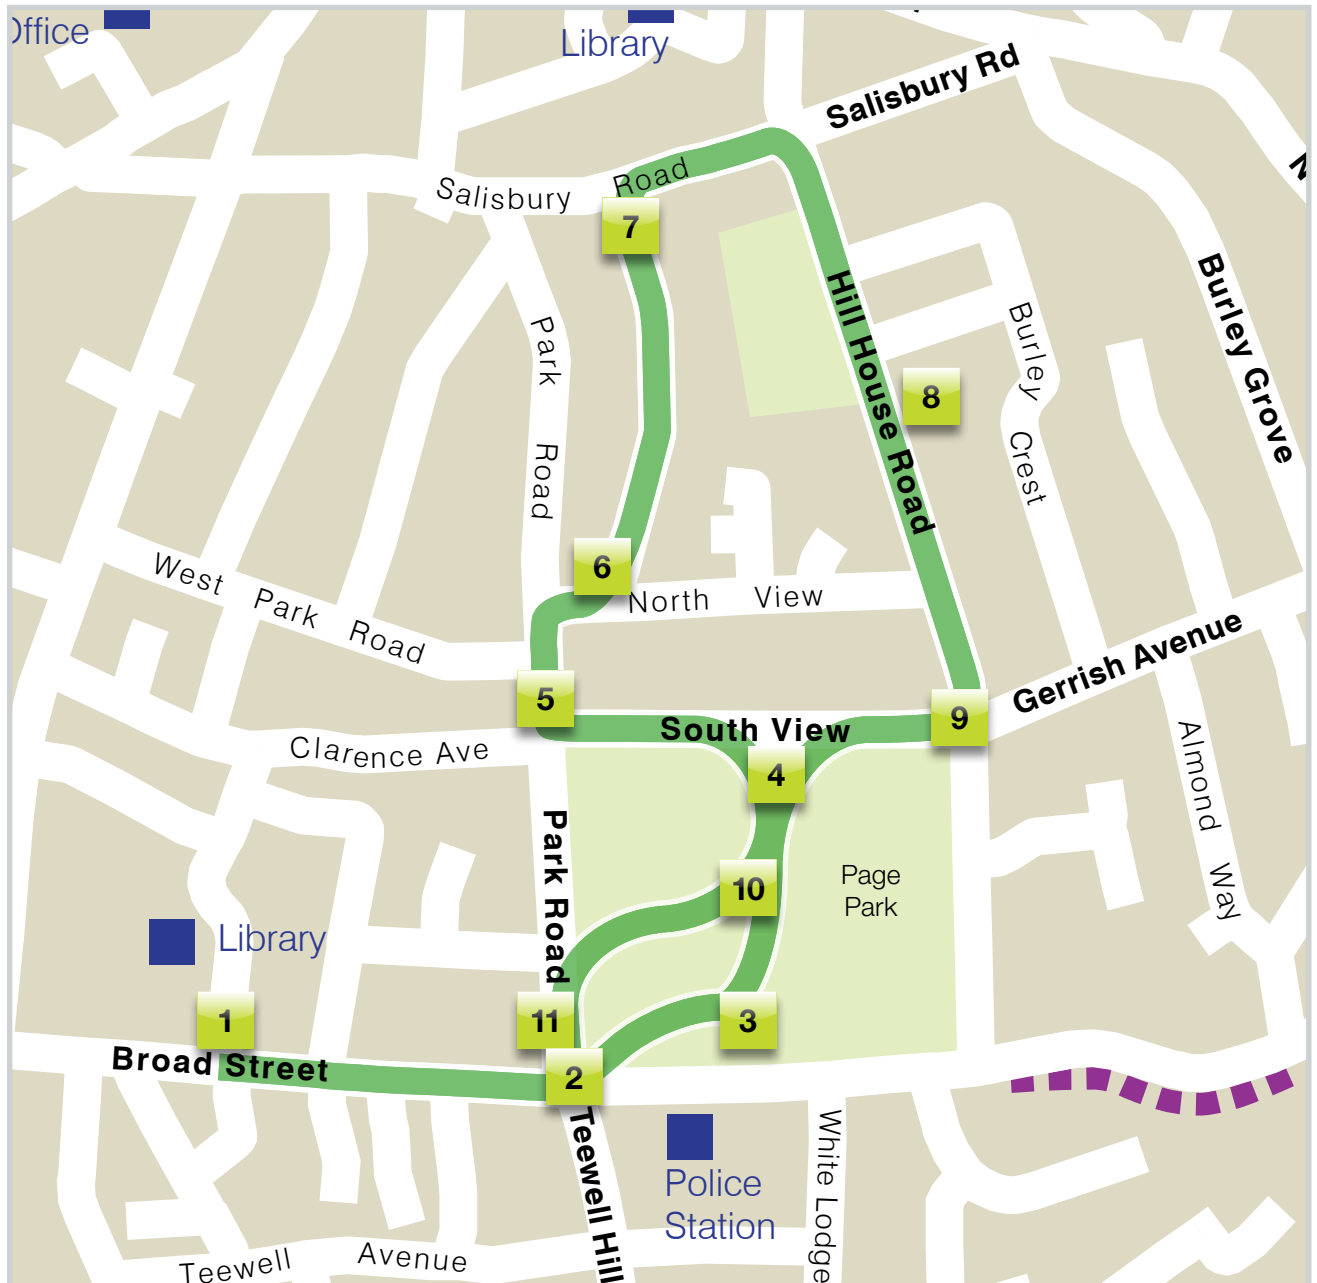 Office
Library
Salisbury Rd
Salisbury Road
7
Hill House Road
Burley Crest
Burley Grove
Park Road
8
6
West Park Road
North View
5
Gerrish Avenue
9
South View
Clarence Ave
4
Almond Way
Park Road
10
Page
Park
Library
1
11
3
Broad Street
2
Teewell Hill
Police
Station
White Lodge
Teewell Avenue